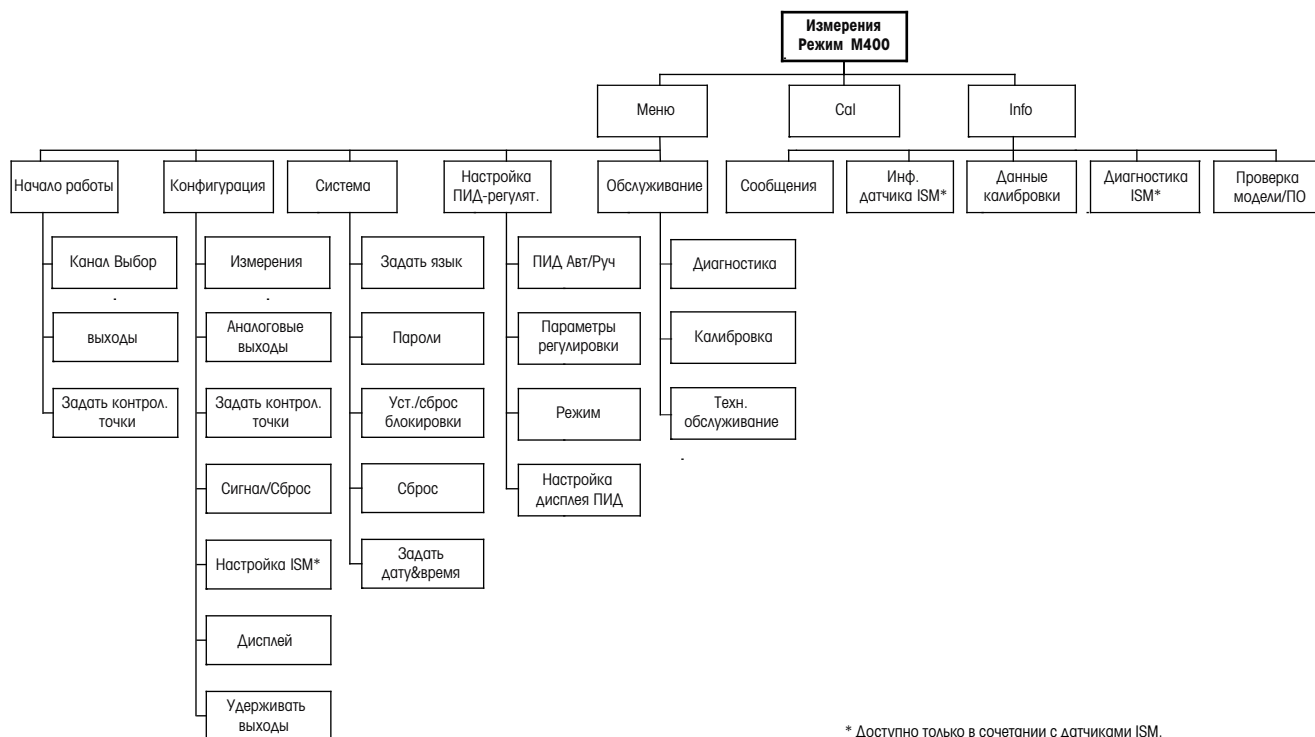 Измерения
Режим М400
Меню
Cal
Info
Начало работы
Конфигурация
Система
Настройка
ПИД-регулят.
Обслуживание
Сообщения
Инф.
датчика ISM*
Данные
калибровки
Диагностика
ISM*
Проверка
модели/ПО
Канал Выбор
выходы
Задать контрол.
точки
Измерения
Аналоговые
выходы
Задать контрол.
точки
Сигнал/Сброс
Настройка ISM*
Дисплей
Удерживать
выходы
Задать язык
Пароли
Уст./сброс
блокировки
Сброс
Задать
дату&время
ПИД Авт/Руч
Параметры
регулировки
Режим
Настройка
дисплея ПИД
Диагностика
Калибровка
Техн.
обслуживание
* Доступно только в сочетании с датчиками ISM.